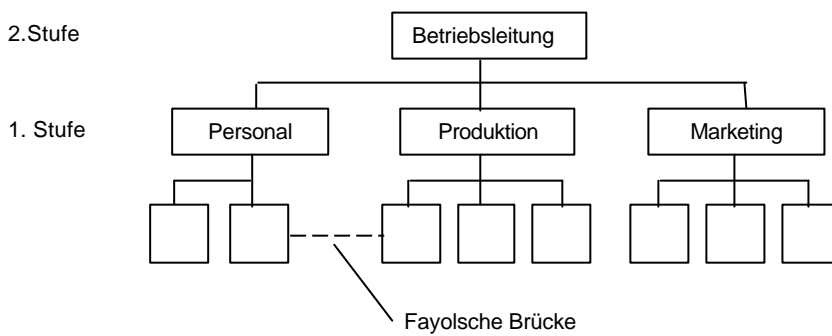 2.Stufe
Betriebsleitung
1. Stufe
Personal
Produktion
Marketing
Fayolsche Brücke